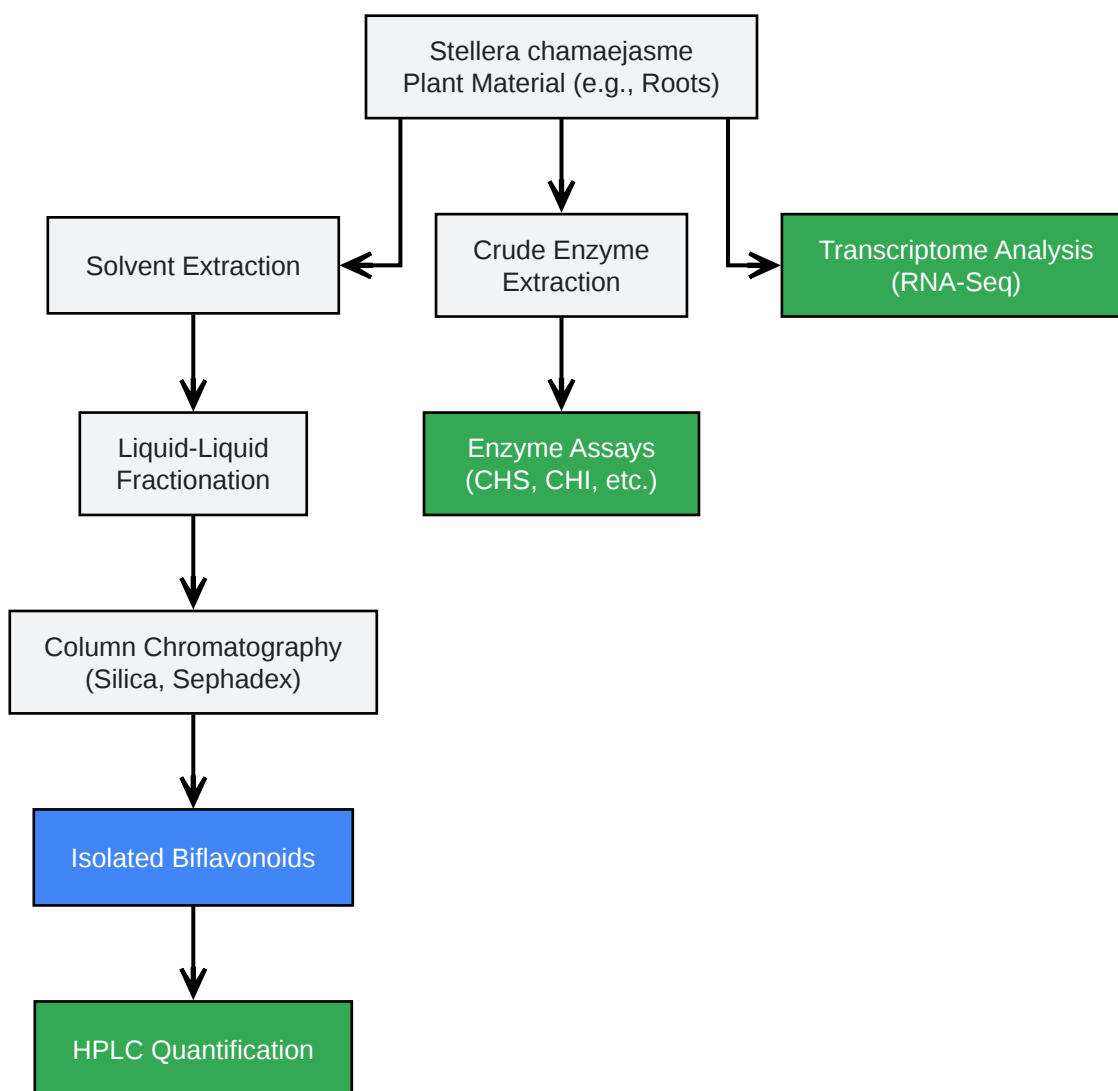 Stellera chamaejasme
Plant Material (e.g., Roots)
Solvent Extraction
Crude Enzyme
Extraction
Transcriptome Analysis
(RNA-Seq)
Liquid-Liquid
Fractionation
Enzyme Assays
(CHS, CHI, etc.)
Column Chromatography
(Silica, Sephadex)
Isolated Biflavonoids
HPLC Quantification